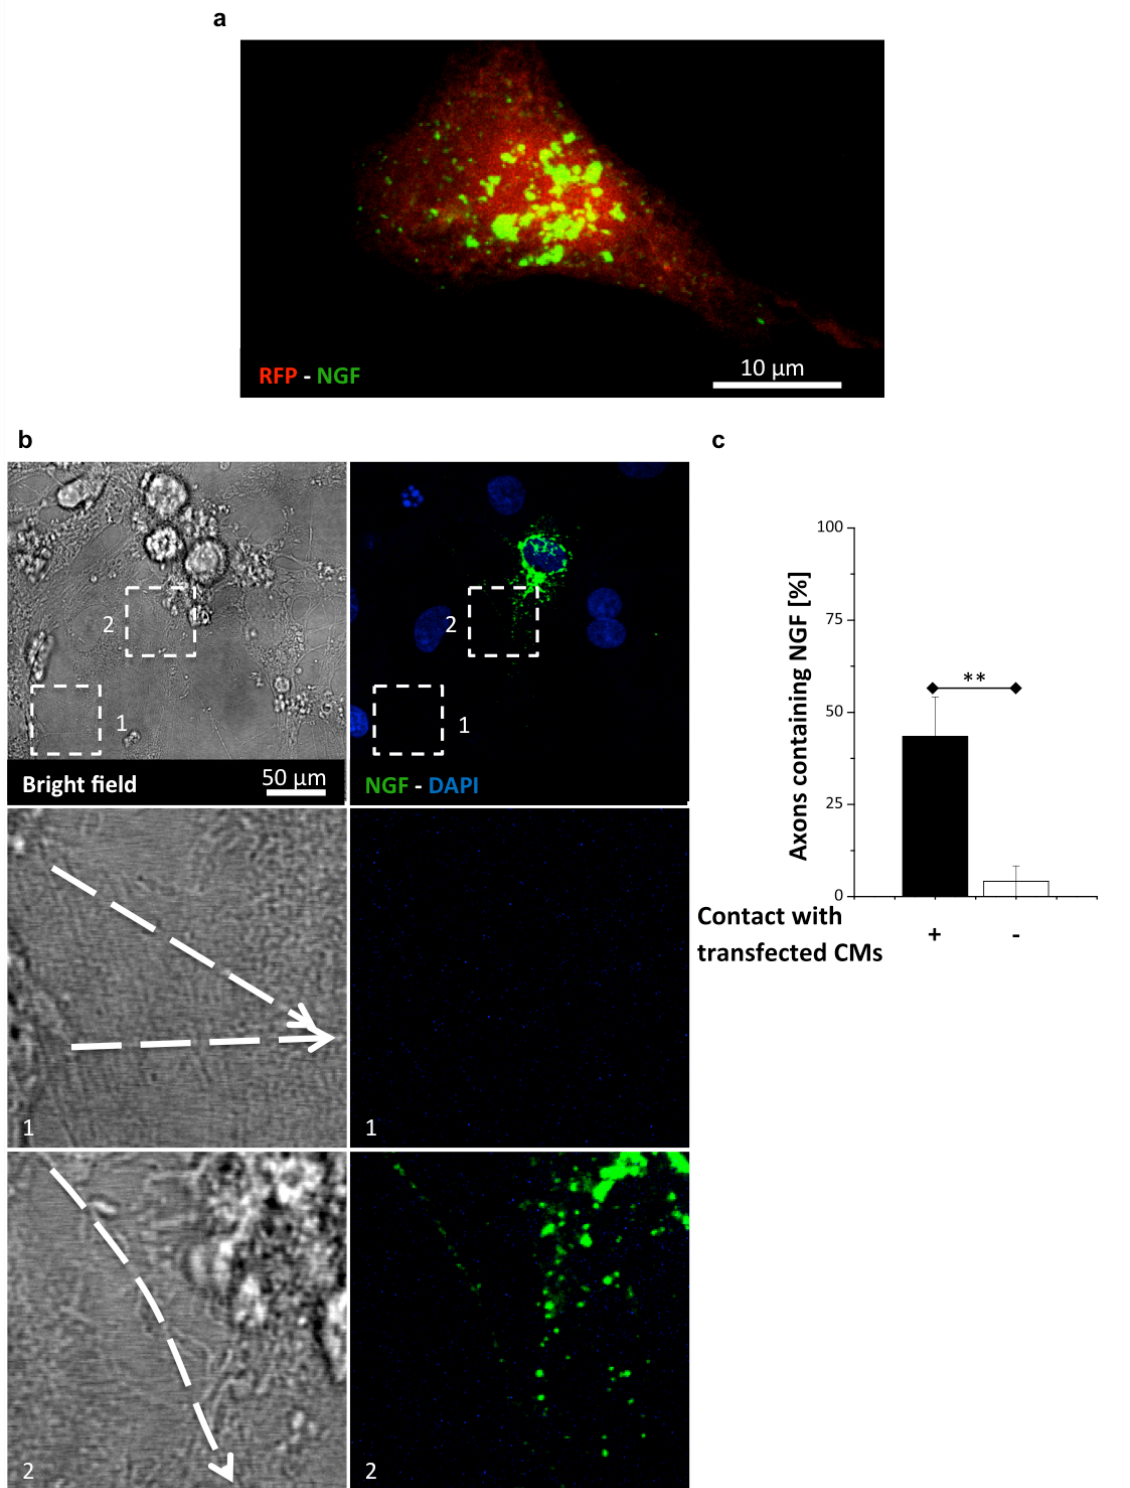 a
RFP - NGF
10 μm
b
2
1
Bright field
50 μm
2
1
NGF - DAPI
1
1
2
2
c
Axons containing NGF [%]
100
75
50
25
0
**
Contact with
transfected CMs
+
-